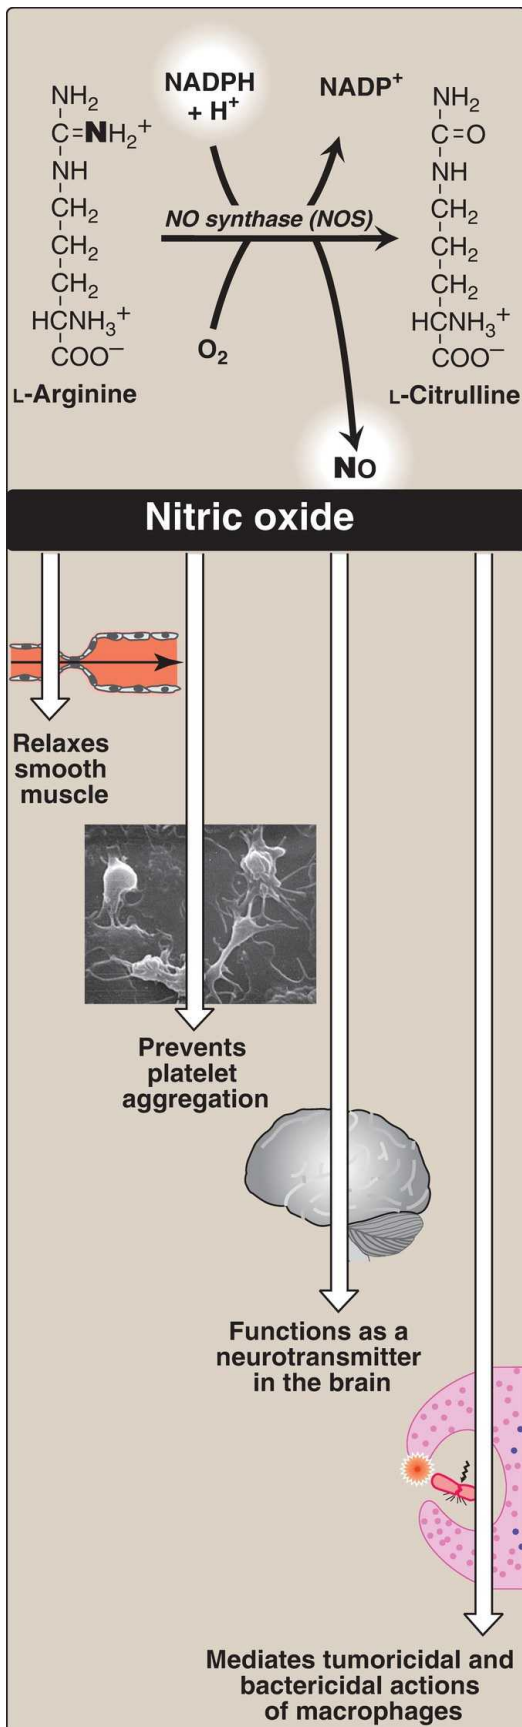 NADPH
+ H⁺
NADP⁺
NH₂
C=NH₂⁺
NH
CH₂
CH₂
CH₂
HCNH₃⁺
COO⁻
L-Arginine
NO synthase (NOS)
O₂
NH₂
C=O
NH
CH₂
CH₂
CH₂
HCNH₃⁺
COO⁻
L-Citrulline
NO
Nitric oxide
Relaxes
smooth
muscle
Prevents
platelet
aggregation
Functions as a
neurotransmitter
in the brain
Mediates tumoricidal and
bactericidal actions
of macrophages